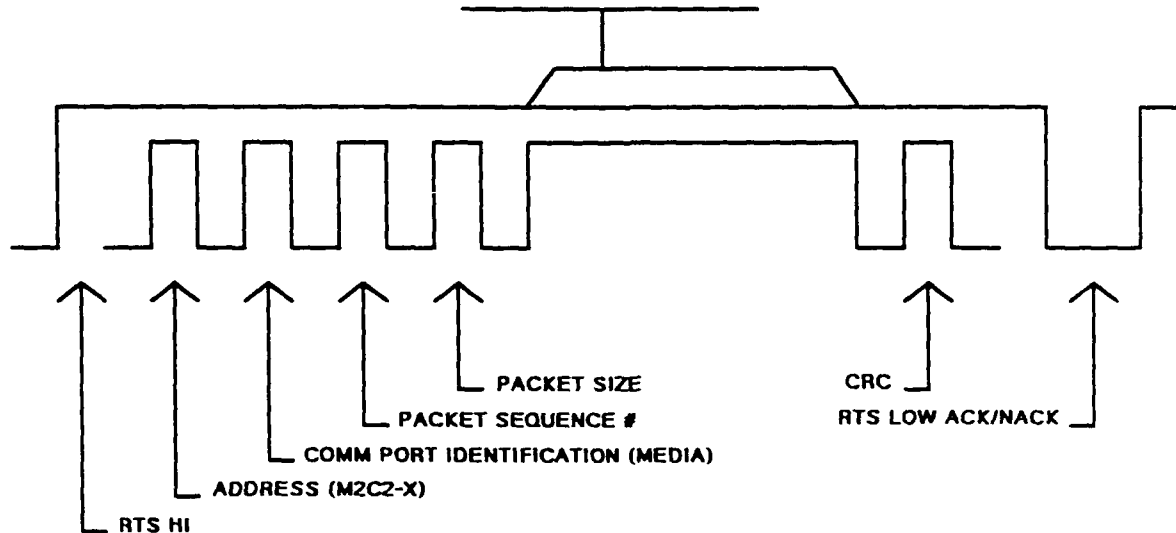 PACKET SIZE
CRC
PACKET SEQUENCE #
RTS LOW ACK/NACK
COMM PORT IDENTIFICATION (MEDIA)
ADDRESS (M2C2-X)
RTS HI